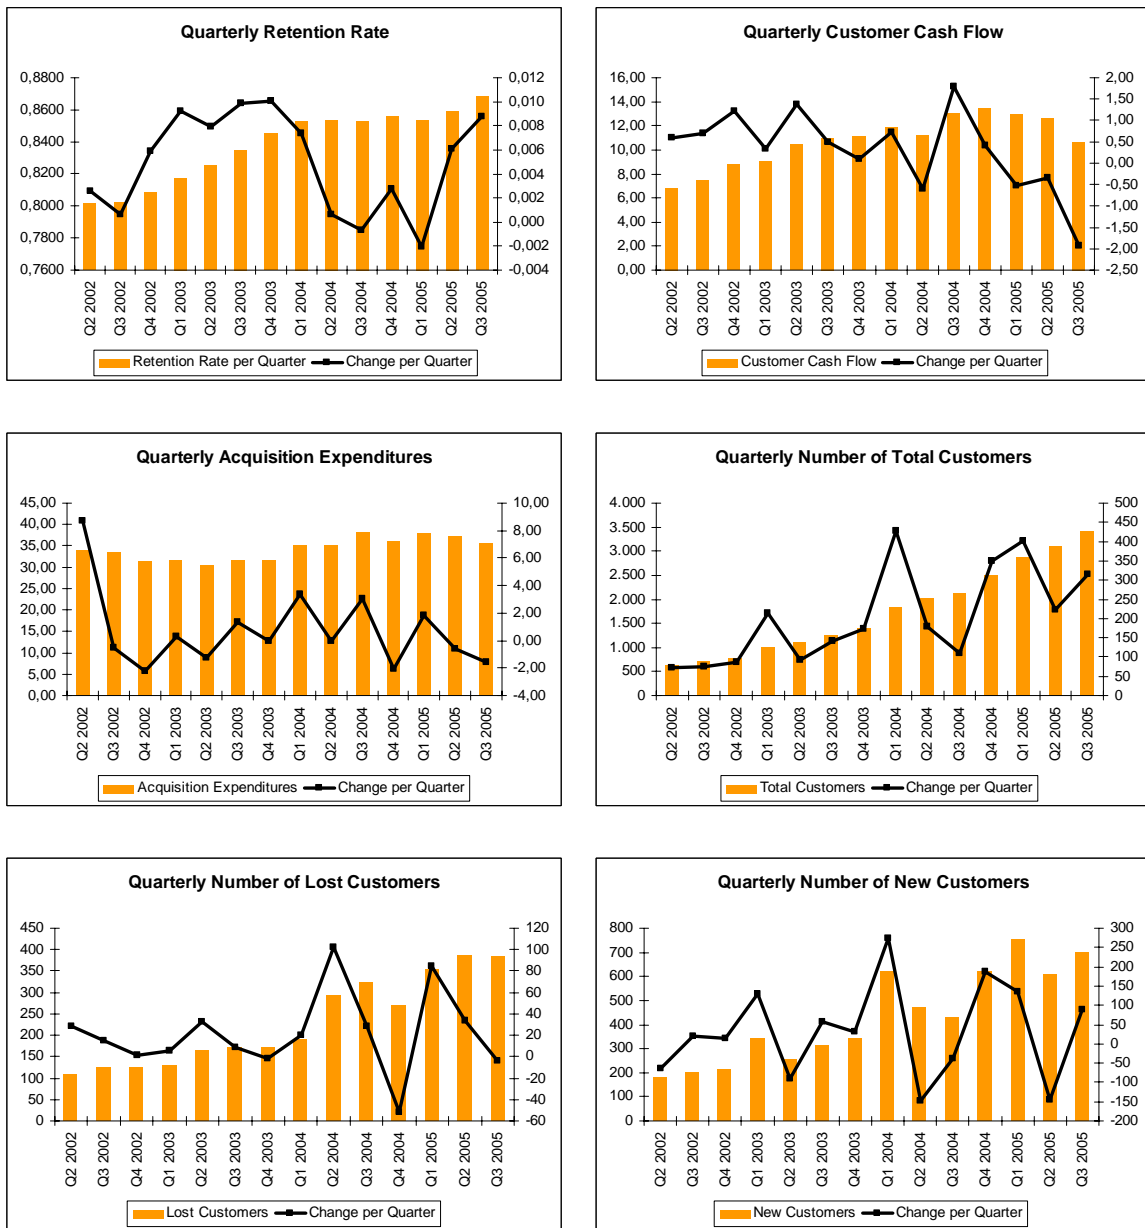 Quarterly Retention Rate
0,8800
0,8600
0,8400
0,8200
0,8000
0,7800
0,7600
0,012
0,010
0,008
0,006
0,004
0,002
0,000
-0,002
-0,004
Q2 2002
Q3 2002
Q4 2002
Q1 2003
Q2 2003
Q3 2003
Q4 2003
Q1 2004
Q2 2004
Q3 2004
Q4 2004
Q1 2005
Q2 2005
Q3 2005
Retention Rate per Quarter Change per Quarter
Quarterly Customer Cash Flow
16,00
14,00
12,00
10,00
8,00
6,00
4,00
2,00
0,00
2,00
1,50
1,00
0,50
0,00
-0,50
-1,00
-1,50
-2,00
-2,50
Q2 2002
Q3 2002
Q4 2002
Q1 2003
Q2 2003
Q3 2003
Q4 2003
Q1 2004
Q2 2004
Q3 2004
Q4 2004
Q1 2005
Q2 2005
Q3 2005
Customer Cash Flow Change per Quarter
Quarterly Acquisition Expenditures
45,00
40,00
35,00
30,00
25,00
20,00
15,00
10,00
5,00
0,00
10,00
8,00
6,00
4,00
2,00
0,00
-2,00
-4,00
Q2 2002
Q3 2002
Q4 2002
Q1 2003
Q2 2003
Q3 2003
Q4 2003
Q1 2004
Q2 2004
Q3 2004
Q4 2004
Q1 2005
Q2 2005
Q3 2005
Acquisition Expenditures Change per Quarter
Quarterly Number of Total Customers
4.000
3.500
3.000
2.500
2.000
1.500
1.000
500
0
500
450
400
350
300
250
200
150
100
50
0
Q2 2002
Q3 2002
Q4 2002
Q1 2003
Q2 2003
Q3 2003
Q4 2003
Q1 2004
Q2 2004
Q3 2004
Q4 2004
Q1 2005
Q2 2005
Q3 2005
Total Customers Change per Quarter
Quarterly Number of Lost Customers
450
400
350
300
250
200
150
100
50
0
120
100
80
60
40
20
0
-20
-40
-60
Q2 2002
Q3 2002
Q4 2002
Q1 2003
Q2 2003
Q3 2003
Q4 2003
Q1 2004
Q2 2004
Q3 2004
Q4 2004
Q1 2005
Q2 2005
Q3 2005
Lost Customers Change per Quarter
Quarterly Number of New Customers
800
700
600
500
400
300
200
100
0
300
250
200
150
100
50
0
-50
-100
-150
-200
Q2 2002
Q3 2002
Q4 2002
Q1 2003
Q2 2003
Q3 2003
Q4 2003
Q1 2004
Q2 2004
Q3 2004
Q4 2004
Q1 2005
Q2 2005
Q3 2005
New Customers Change per Quarter